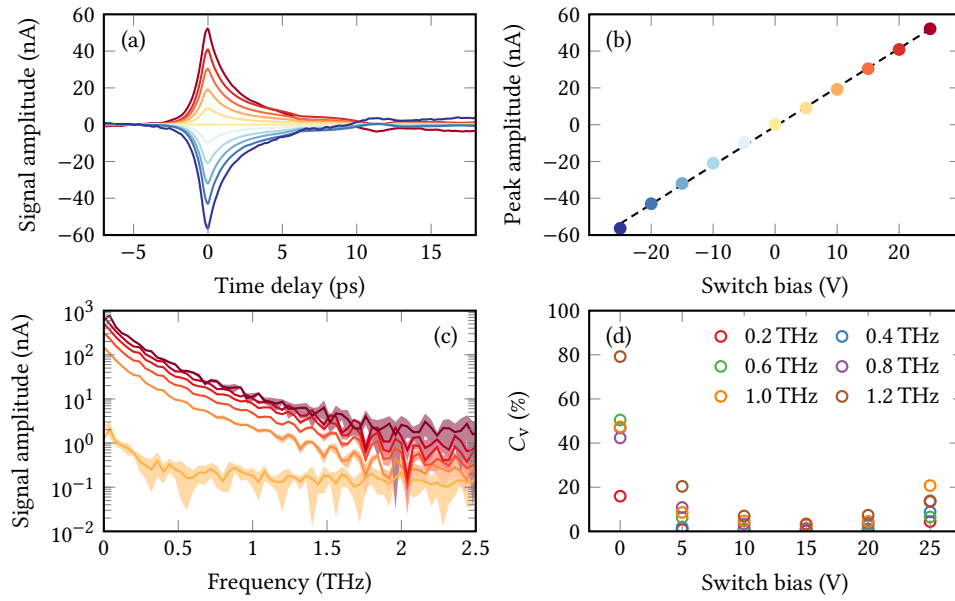 60
40
20
0
−20
−40
−60
Signal amplitude (nA)
(a)
−5
0
5
10
15
Time delay (ps)
60
40
20
0
−20
−40
−60
Peak amplitude (nA)
(b)
−20
−10
0
10
20
Switch bias (V)
10³
10²
10¹
10⁰
10⁻¹
10⁻²
Signal amplitude (nA)
(c)
0
0.5
1
1.5
2
2.5
Frequency (THz)
100
80
60
40
20
0
Cᵥ (%)
(d)
0.2 THz
0.4 THz
0.6 THz
0.8 THz
1.0 THz
1.2 THz
0
5
10
15
20
25
Switch bias (V)